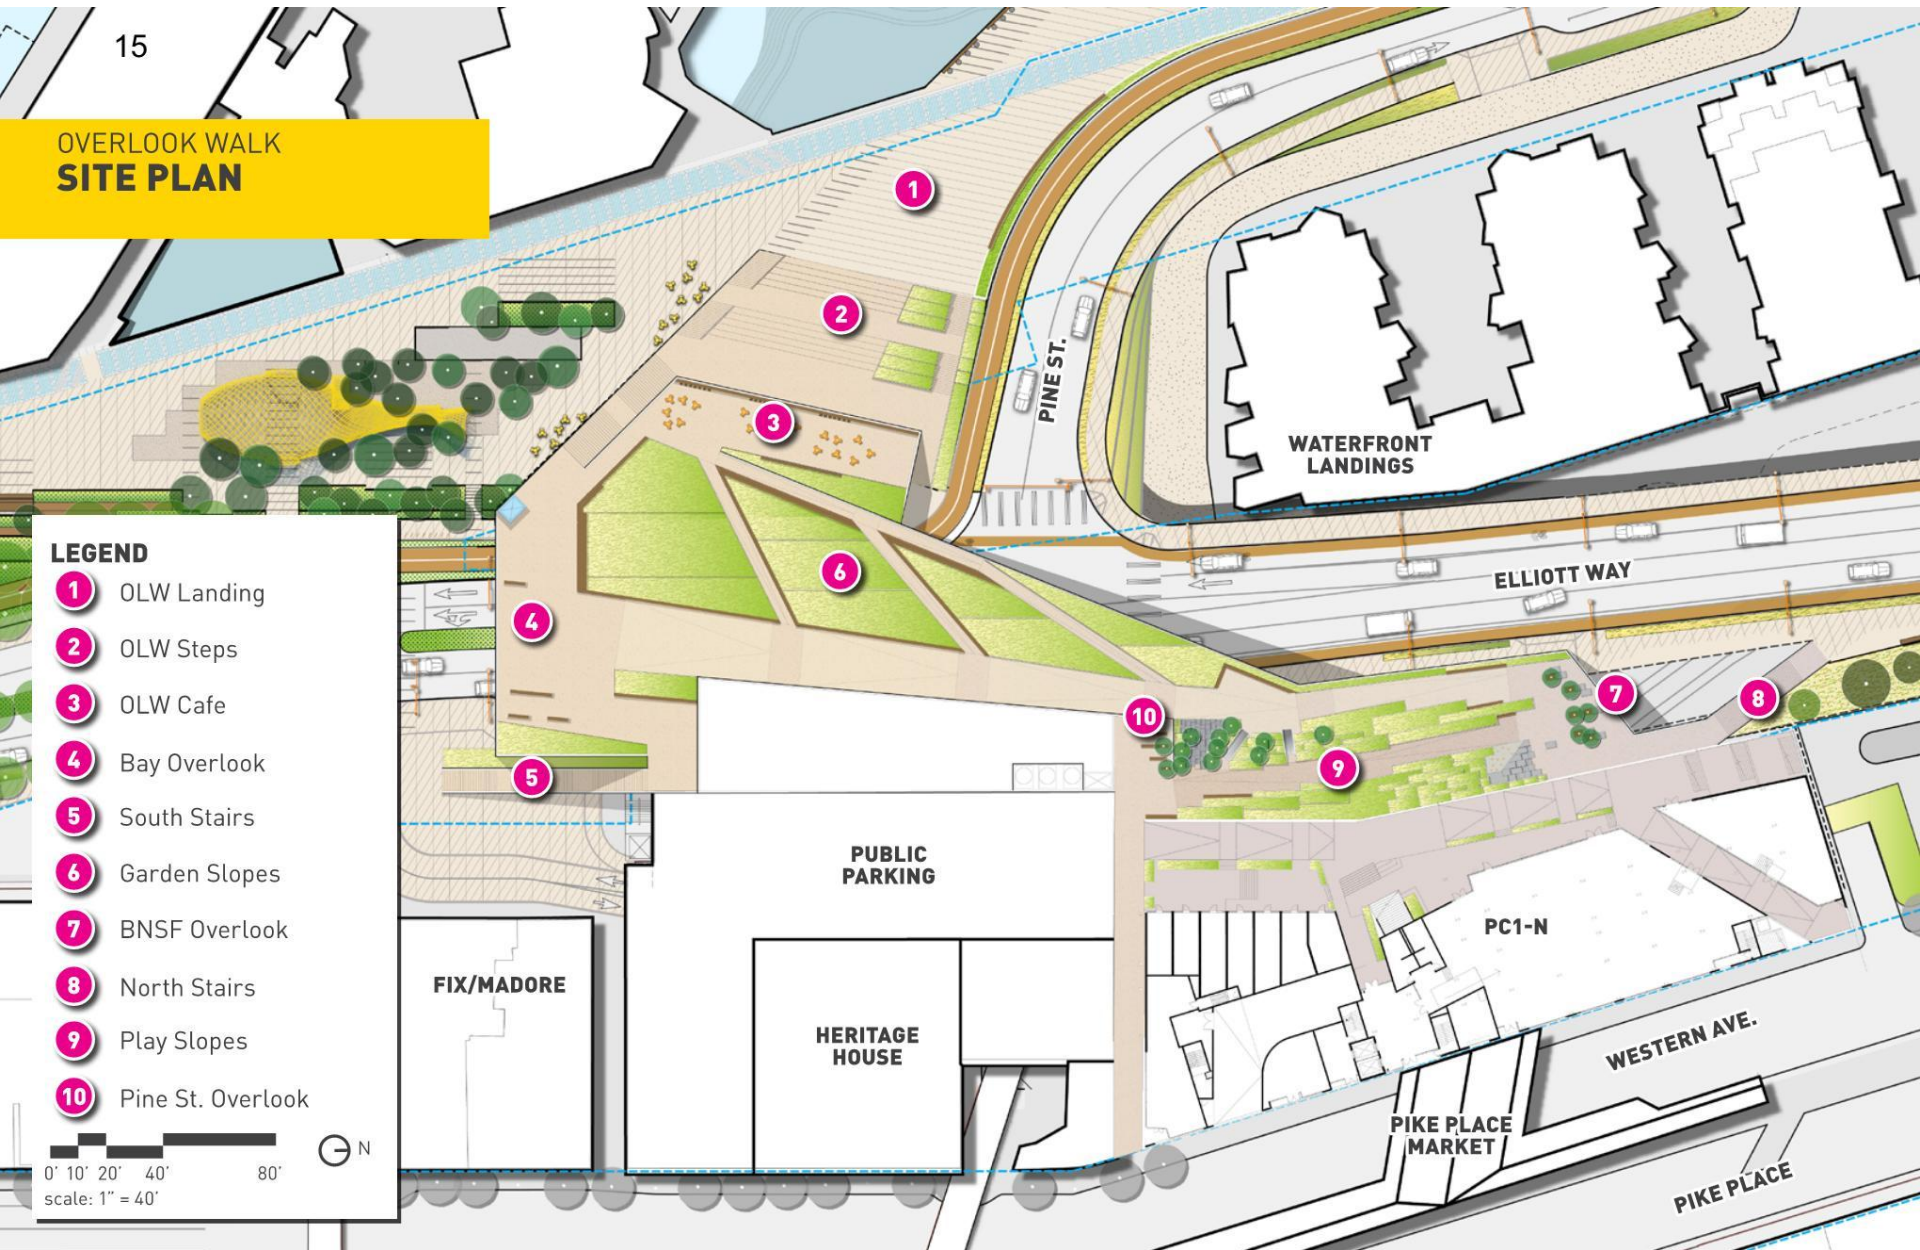 15
OVERLOOK WALK
SITE PLAN
1
2
3
4
5
6
7
8
9
10
PINE ST.
WATERFRONT
LANDINGS
ELLIOTT WAY
LEGEND
1 OLW Landing
2 OLW Steps
3 OLW Cafe
4 Bay Overlook
5 South Stairs
6 Garden Slopes
7 BNSF Overlook
8 North Stairs
9 Play Slopes
10 Pine St. Overlook
0' 10' 20' 40' 80'
scale: 1" = 40'
N
PUBLIC
PARKING
FIX/MADORE
HERITAGE
HOUSE
PC1-N
WESTERN AVE.
PIKE PLACE
MARKET
PIKE PLACE